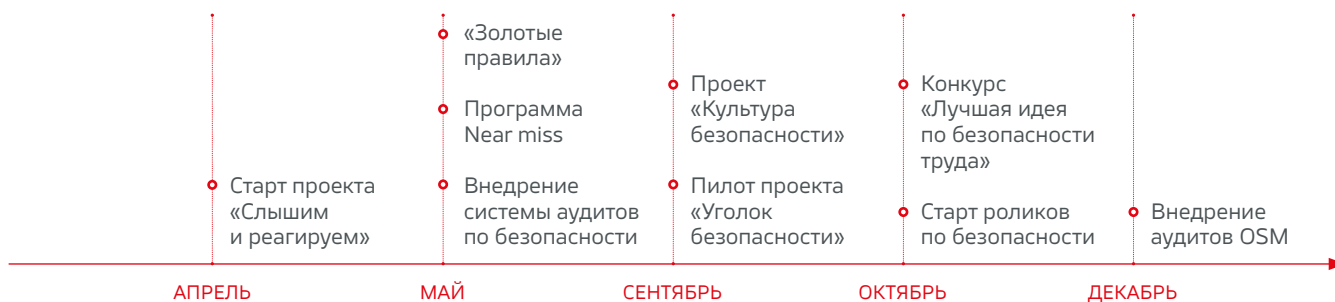 Старт проекта
«Слышим
и реагируем»
«Золотые
правила»
Программа
Near miss
Внедрение
системы аудитов
по безопасности
Проект
«Культура
безопасности»
Пилот проекта
«Уголок
безопасности»
Конкурс
«Лучшая идея
по безопасности
труда»
Старт роликов
по безопасности
Внедрение
аудитов OSM
АПРЕЛЬ
МАЙ
СЕНТЯБРЬ
ОКТЯБРЬ
ДЕКАБРЬ